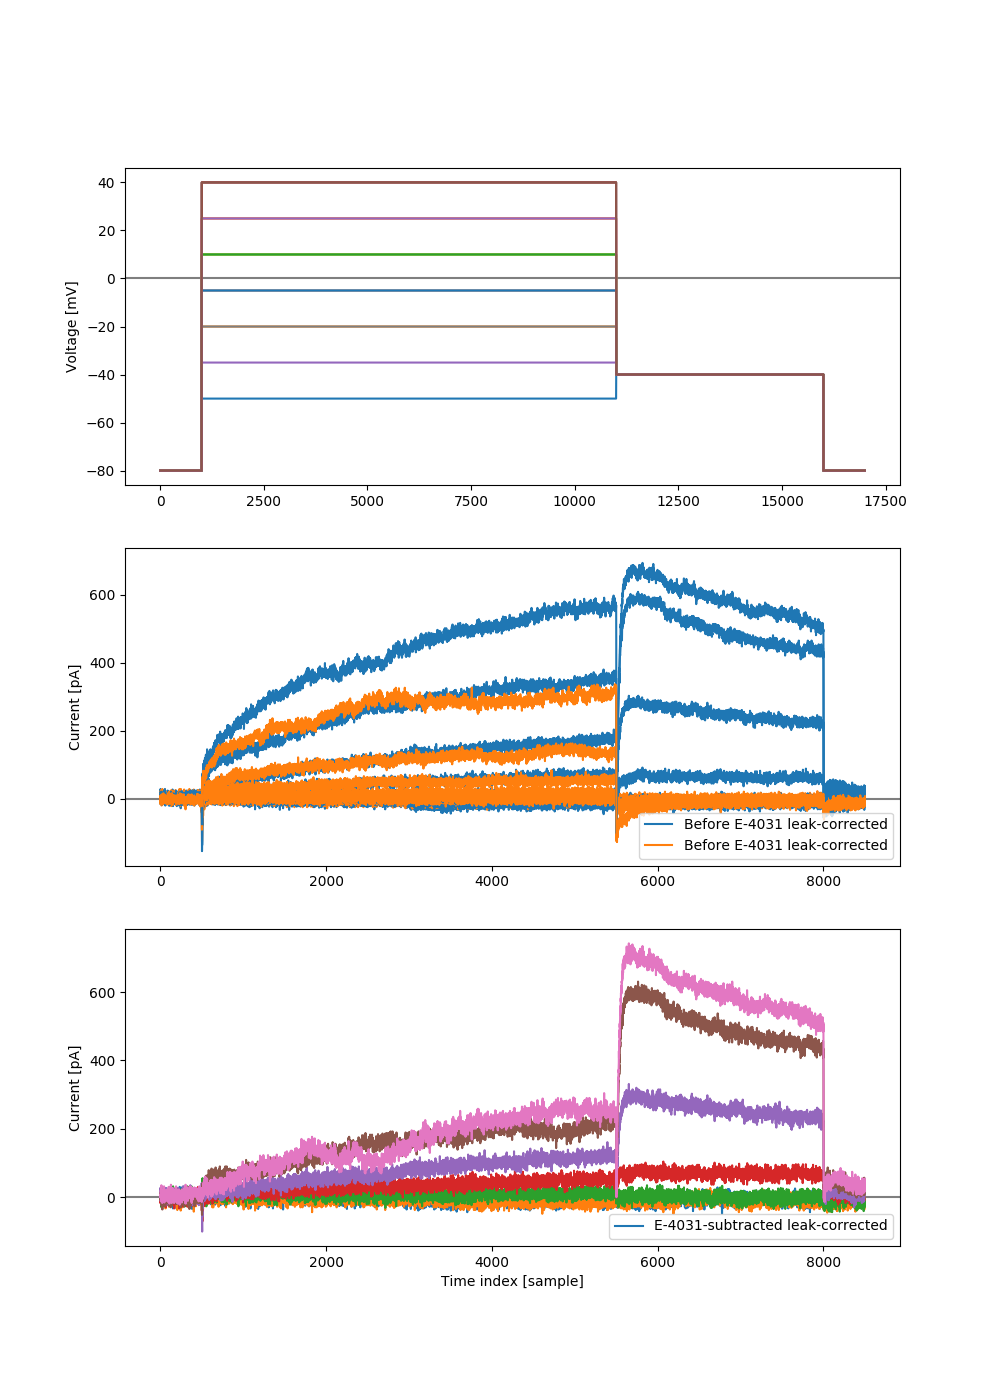 40
20
0
−20
−40
−60
−80
Voltage [mV]
0 2500 5000 7500 10000 12500 15000 17500
600
400
200
0
Current [pA]
Before E-4031 leak-corrected
Before E-4031 leak-corrected
0 2000 4000 6000 8000
600
400
200
0
Current [pA]
E-4031-subtracted leak-corrected
0 2000 4000 6000 8000
Time index [sample]